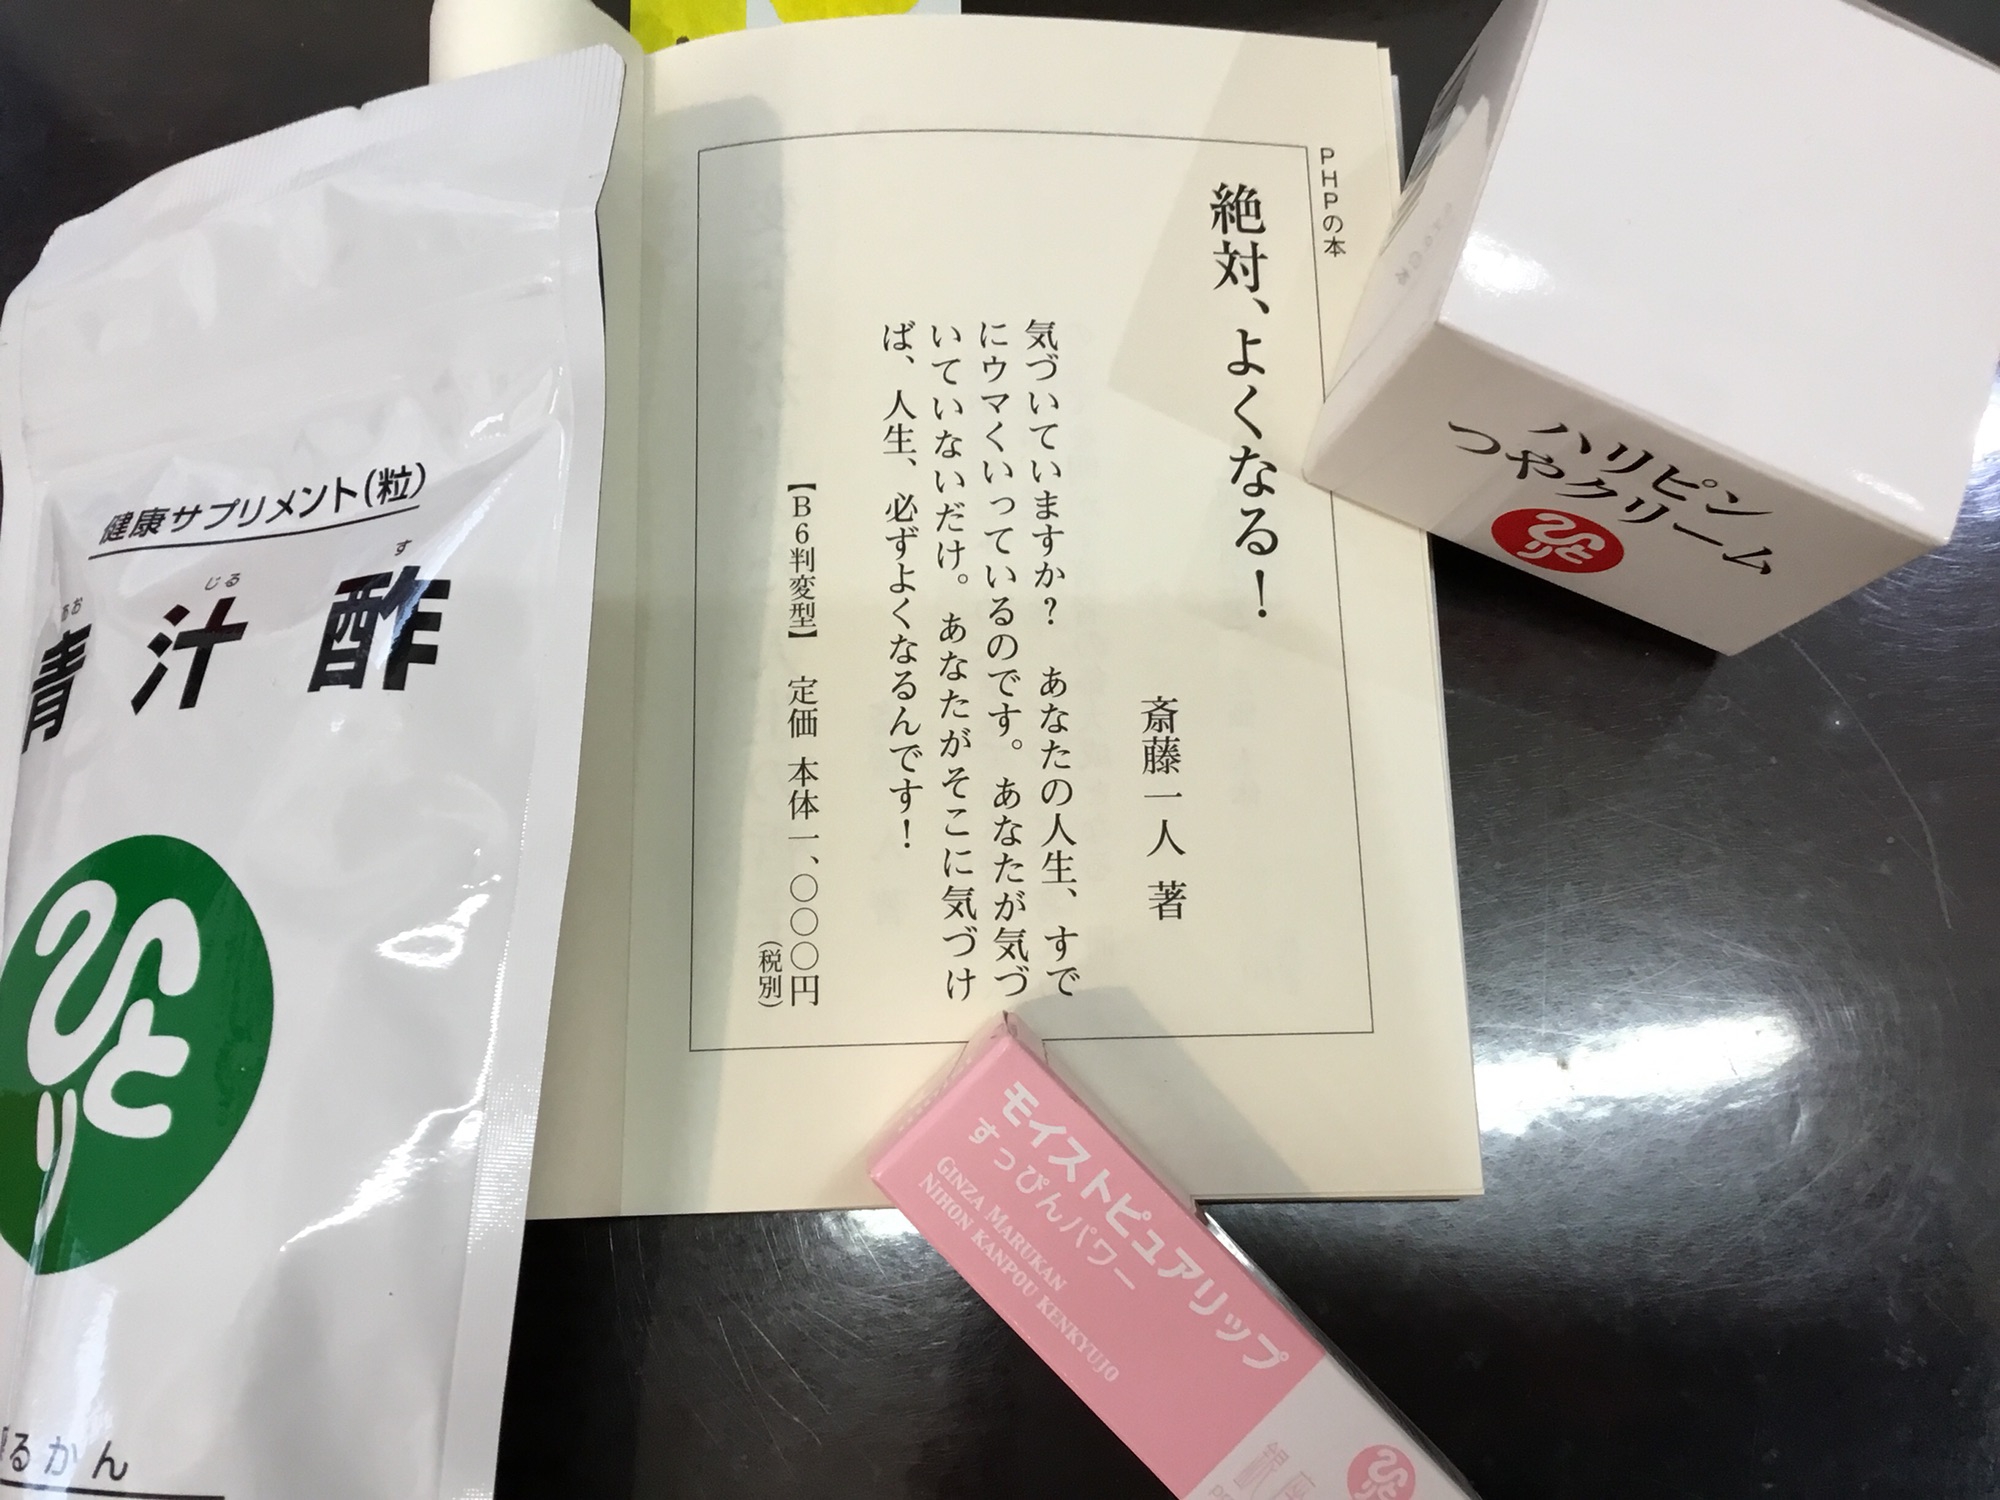 健康サプリメント(粒)
あお じる す
青汁酢
ひとり
るかん
PHPの本
絶対、よくなる!
斎藤一人 著
気づいていますか? あなたの人生、すで
にウマくいっているのです。あなたが気づ
いていないだけ。あなたがそこに気づけ
ば、人生、必ずよくなるんです!
【B6判変型】 定価 本体一、〇〇〇円
(税別)
ハリピン
つやクリーム
ひとり
モイストピュアリップ
すっぴんパワー
GINZA MARUKAN
NIHON KANPOU KENKYUJO
ひとり